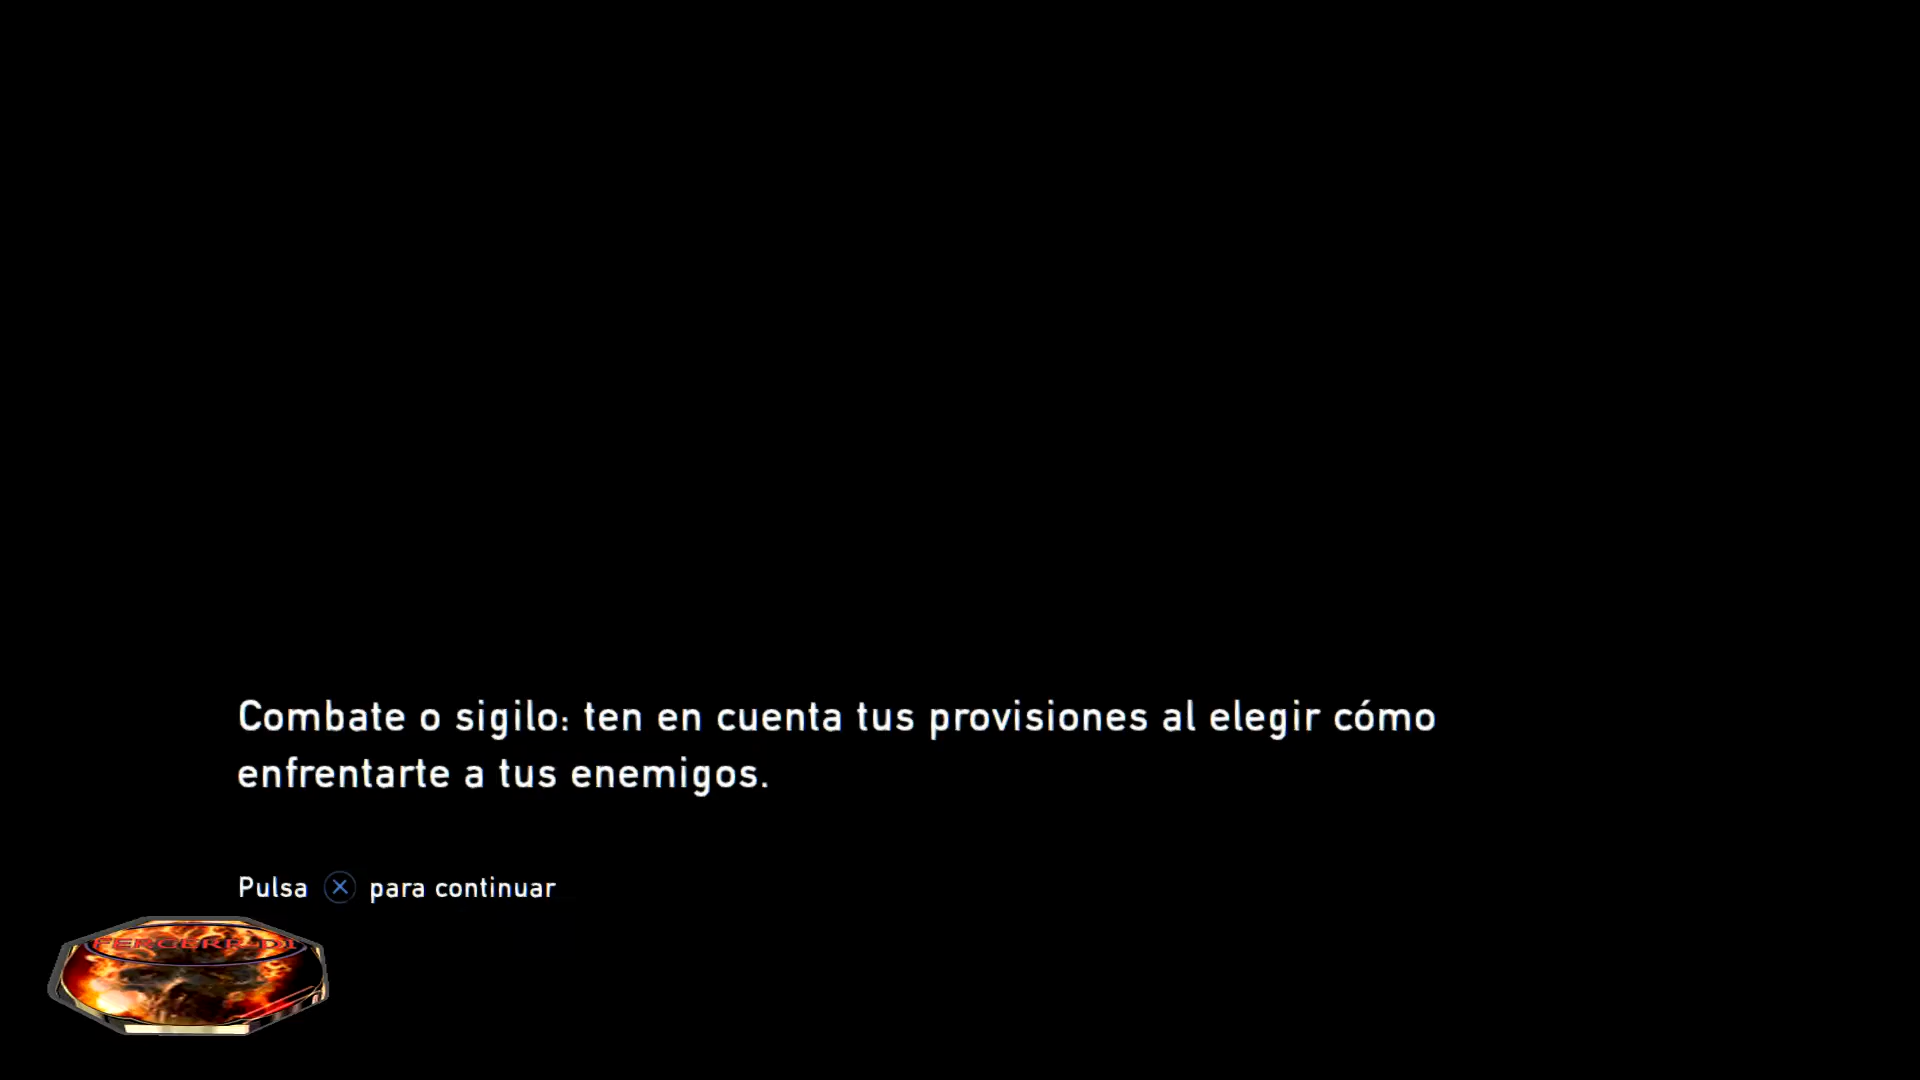 Combate o sigilo: ten en cuenta tus provisiones al elegir cómo
enfrentarte a tus enemigos.
Pulsa para continuar